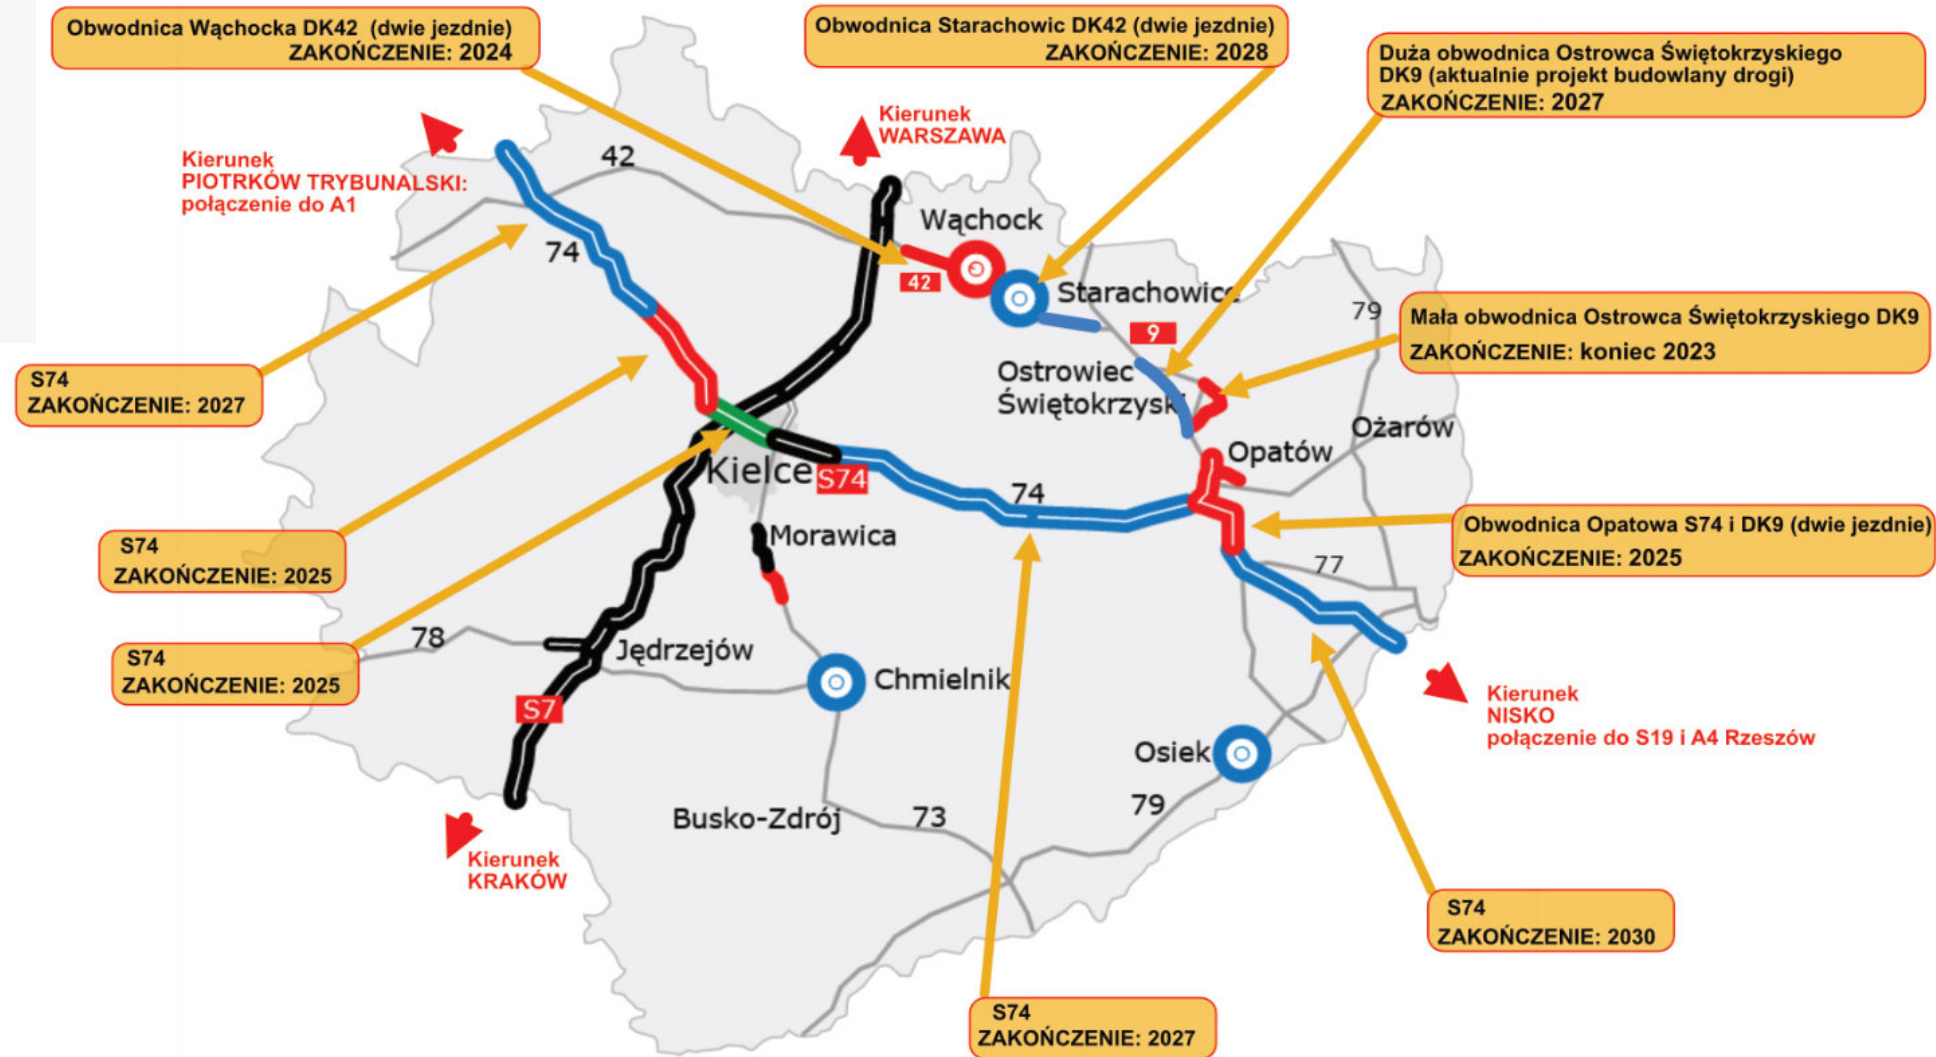 Obwodnica Wąchocka DK42 (dwie jezdnie)
ZAKOŃCZENIE: 2024
Obwodnica Starachowic DK42 (dwie jezdnie)
ZAKOŃCZENIE: 2028
Duża obwodnica Ostrowca Świętokrzyskiego
DK9 (aktualnie projekt budowlany drogi)
ZAKOŃCZENIE: 2027
Kierunek
WARSZAWA
Kierunek
PIOTRKÓW TRYBUNALSKI:
połączenie do A1
42
74
Wąchock
42
Starachowice
9
79
Mała obwodnica Ostrowca Świętokrzyskiego DK9
ZAKOŃCZENIE: koniec 2023
Ostrowiec
Świętokrzyski
S74
ZAKOŃCZENIE: 2027
Ożarów
Opatów
Kielce
S74
74
Obwodnica Opatowa S74 i DK9 (dwie jezdnie)
ZAKOŃCZENIE: 2025
Morawica
S74
ZAKOŃCZENIE: 2025
77
78
Jędrzejów
S74
ZAKOŃCZENIE: 2025
Chmielnik
S7
Kierunek
NISKO
połączenie do S19 i A4 Rzeszów
Osiek
79
Busko-Zdrój
73
Kierunek
KRAKÓW
S74
ZAKOŃCZENIE: 2030
S74
ZAKOŃCZENIE: 2027